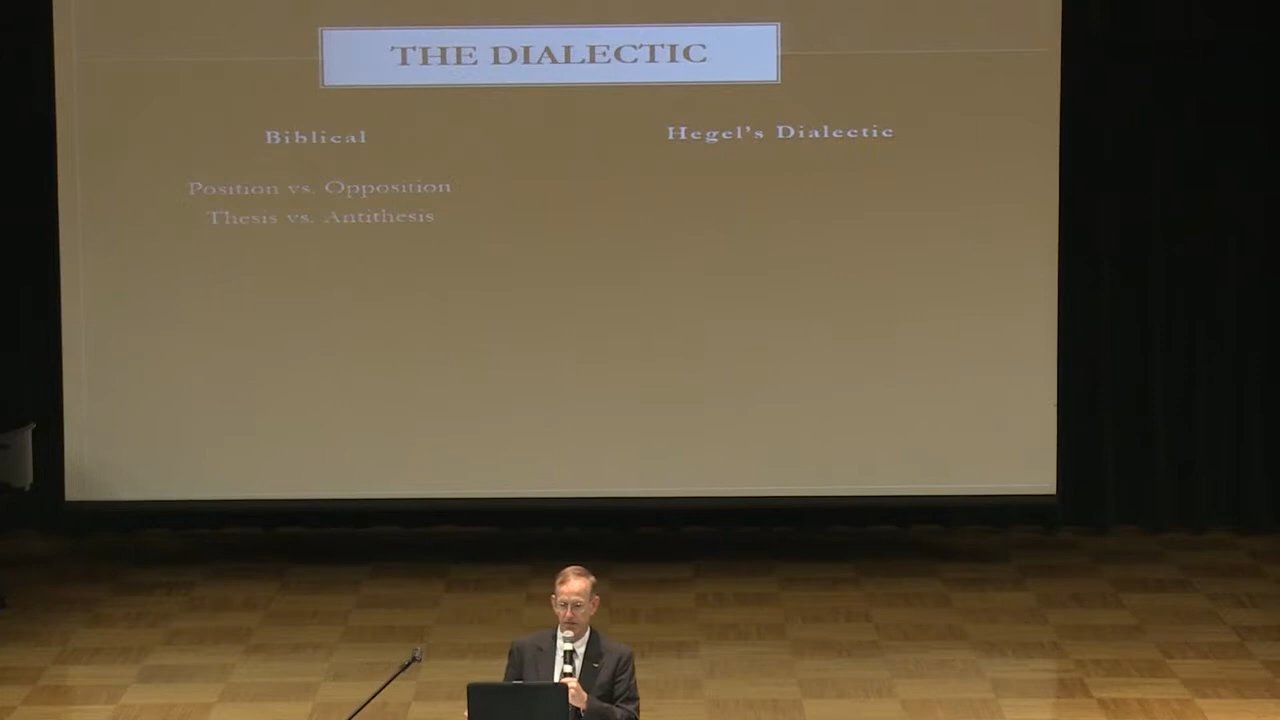 THE DIALECTIC
Biblical
Position vs. Opposition
Thesis vs. Antithesis
Hegel's Dialectic